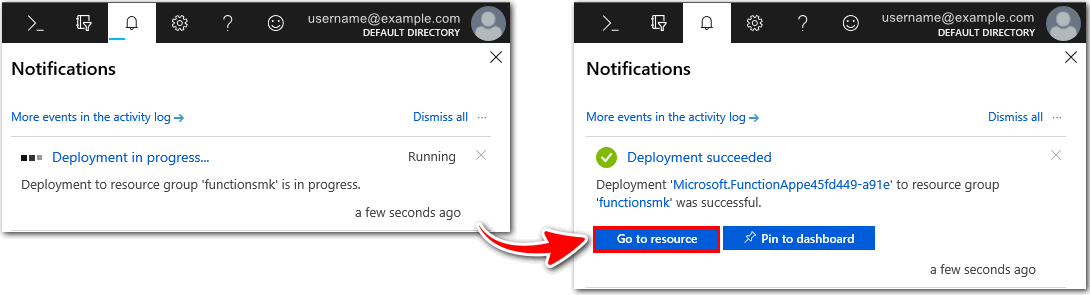 username@example.com
DEFAULT DIRECTORY
Notifications
More events in the activity log →
Dismiss all ...
Deployment in progress...
Running
Deployment to resource group 'functionsmk' is in progress.
a few seconds ago
username@example.com
DEFAULT DIRECTORY
Notifications
More events in the activity log →
Dismiss all ...
Deployment succeeded
Deployment 'Microsoft.FunctionAppe45fd449-a91e' to resource group
'functionsmk' was successful.
Go to resource
Pin to dashboard
a few seconds ago